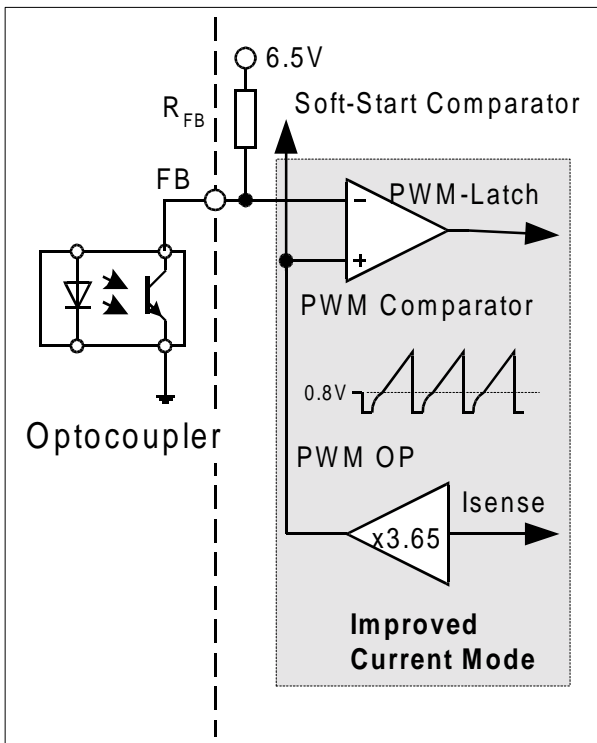 6.5V
R FB
Soft-Start Comparator
FB
PWM-Latch
−
+
PWM Comparator
0.8V
Optocoupler
PWM OP
Isense
x3.65
Improved
Current Mode